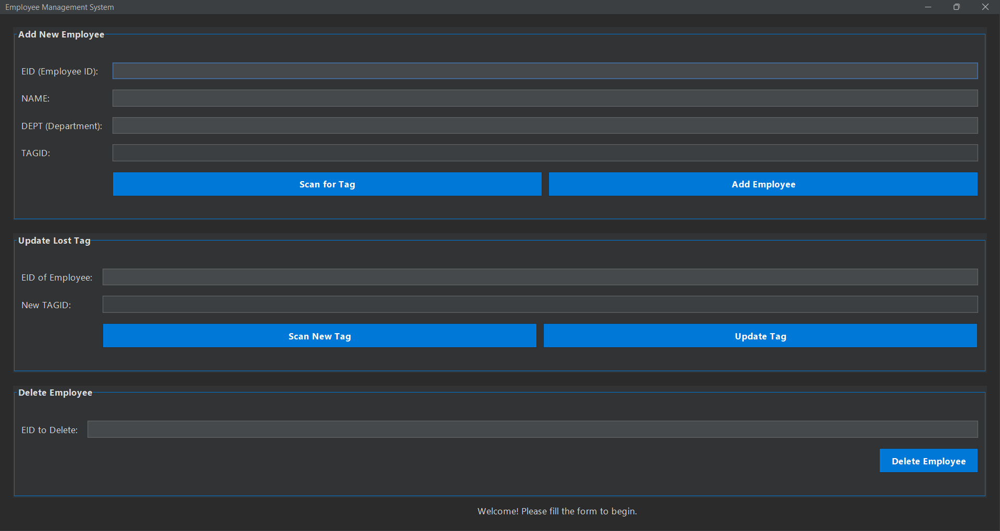 Employee Management System
Add New Employee
EID (Employee ID):
NAME:
DEPT (Department):
TAGID:
Scan for Tag Add Employee
Update Lost Tag
EID of Employee:
New TAGID:
Scan New Tag Update Tag
Delete Employee
EID to Delete:
Delete Employee
Welcome! Please fill the form to begin.